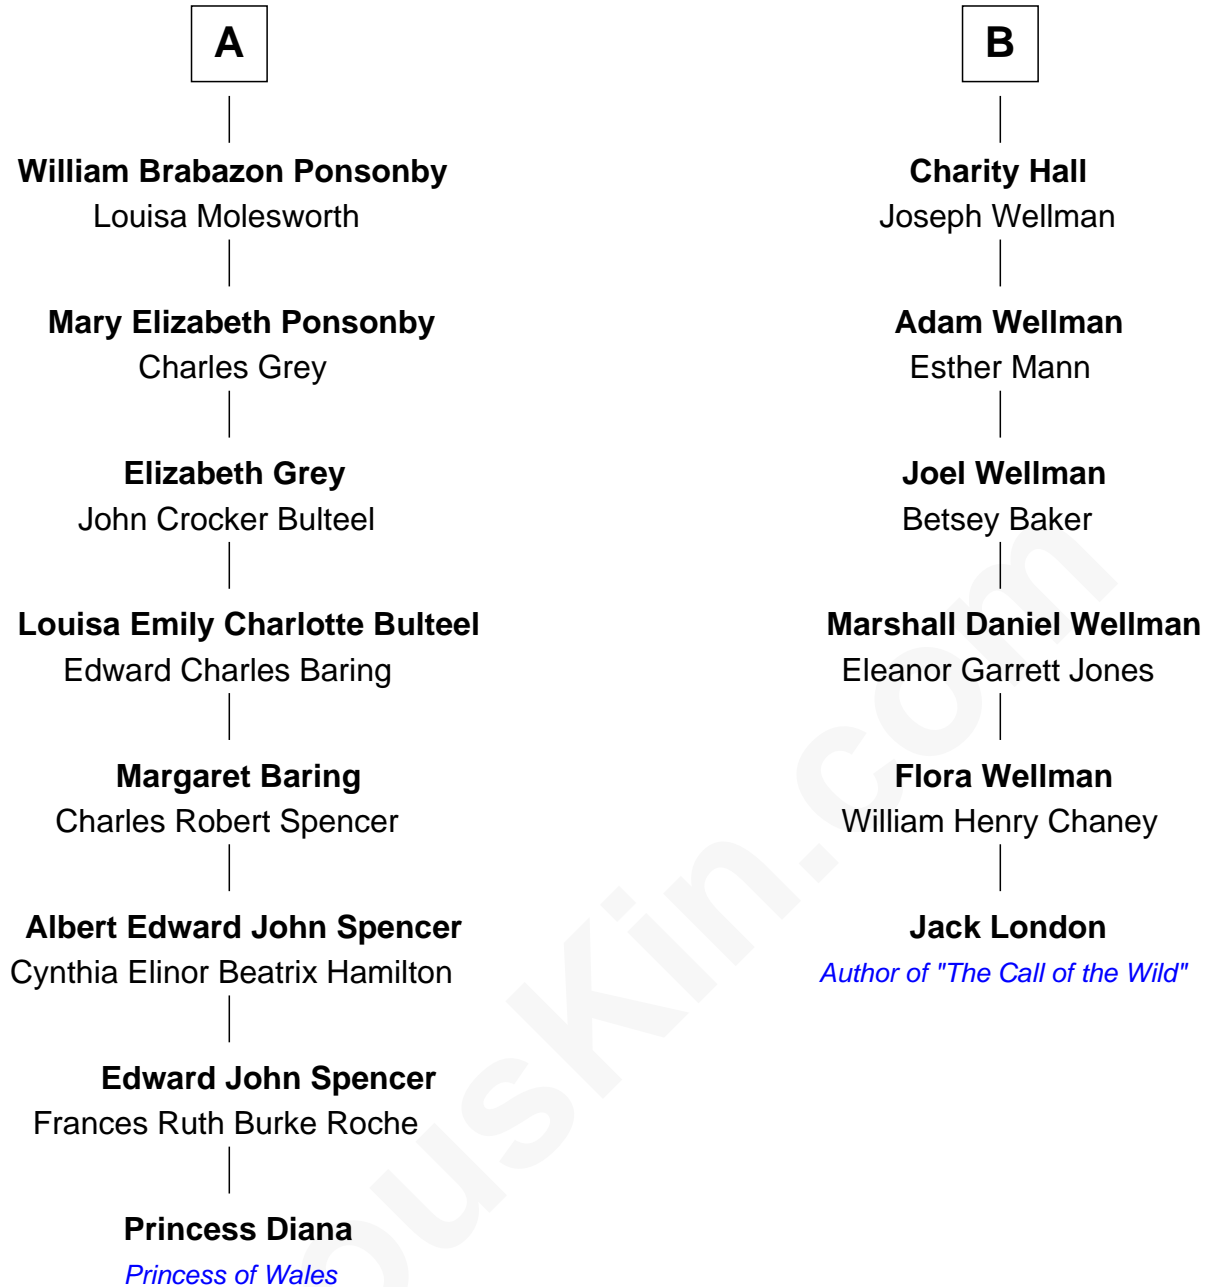 A
William Brabazon Ponsonby
Louisa Molesworth
Mary Elizabeth Ponsonby
Charles Grey
Elizabeth Grey
John Crocker Bulteel
Louisa Emily Charlotte Bulteel
Edward Charles Baring
Margaret Baring
Charles Robert Spencer
Albert Edward John Spencer
Cynthia Elinor Beatrix Hamilton
Edward John Spencer
Frances Ruth Burke Roche
Princess Diana
Princess of Wales
B
Charity Hall
Joseph Wellman
Adam Wellman
Esther Mann
Joel Wellman
Betsey Baker
Marshall Daniel Wellman
Eleanor Garrett Jones
Flora Wellman
William Henry Chaney
Jack London
Author of "The Call of the Wild"
ousKin.com